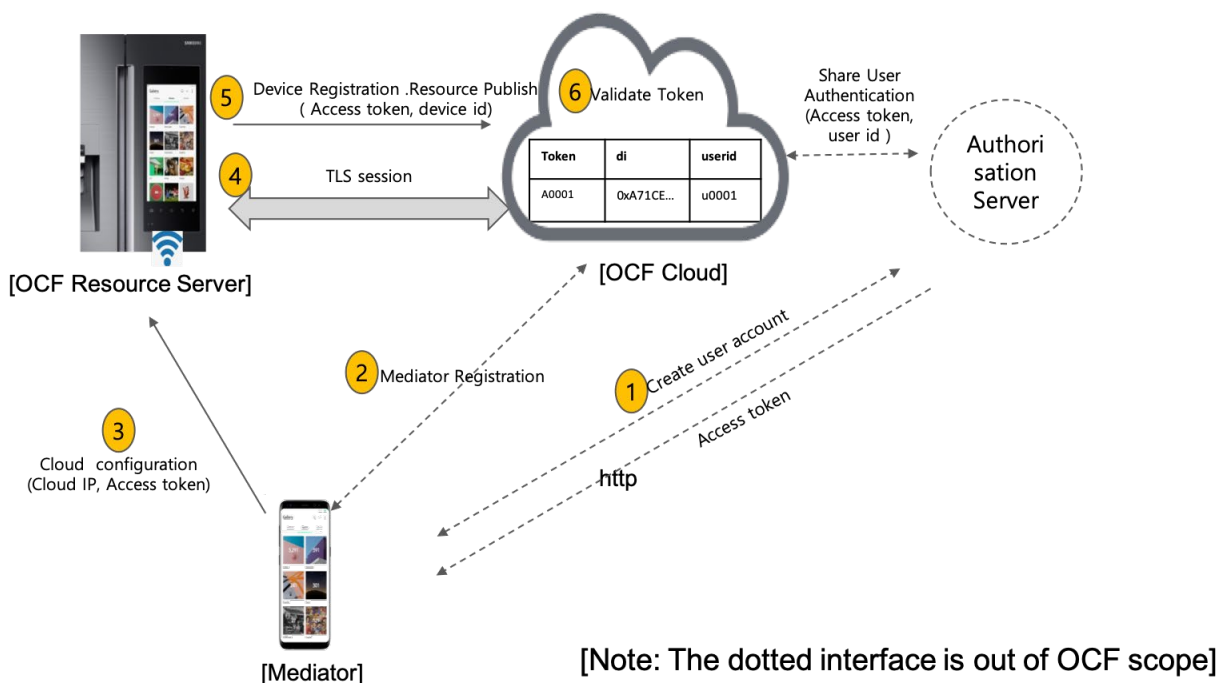 SAMSUNG
5
Device Registration .Resource Publish
( Access token, device id)
6
Validate Token
Share User
Authentication
(Access token,
user id )
Authori
sation
Server
Token di userid
A0001 0xA71CE... u0001
4
TLS session
[OCF Resource Server]
[OCF Cloud]
2
Mediator Registration
1
Create user account
Access token
http
3
Cloud configuration
(Cloud IP, Access token)
[Mediator]
[Note: The dotted interface is out of OCF scope]